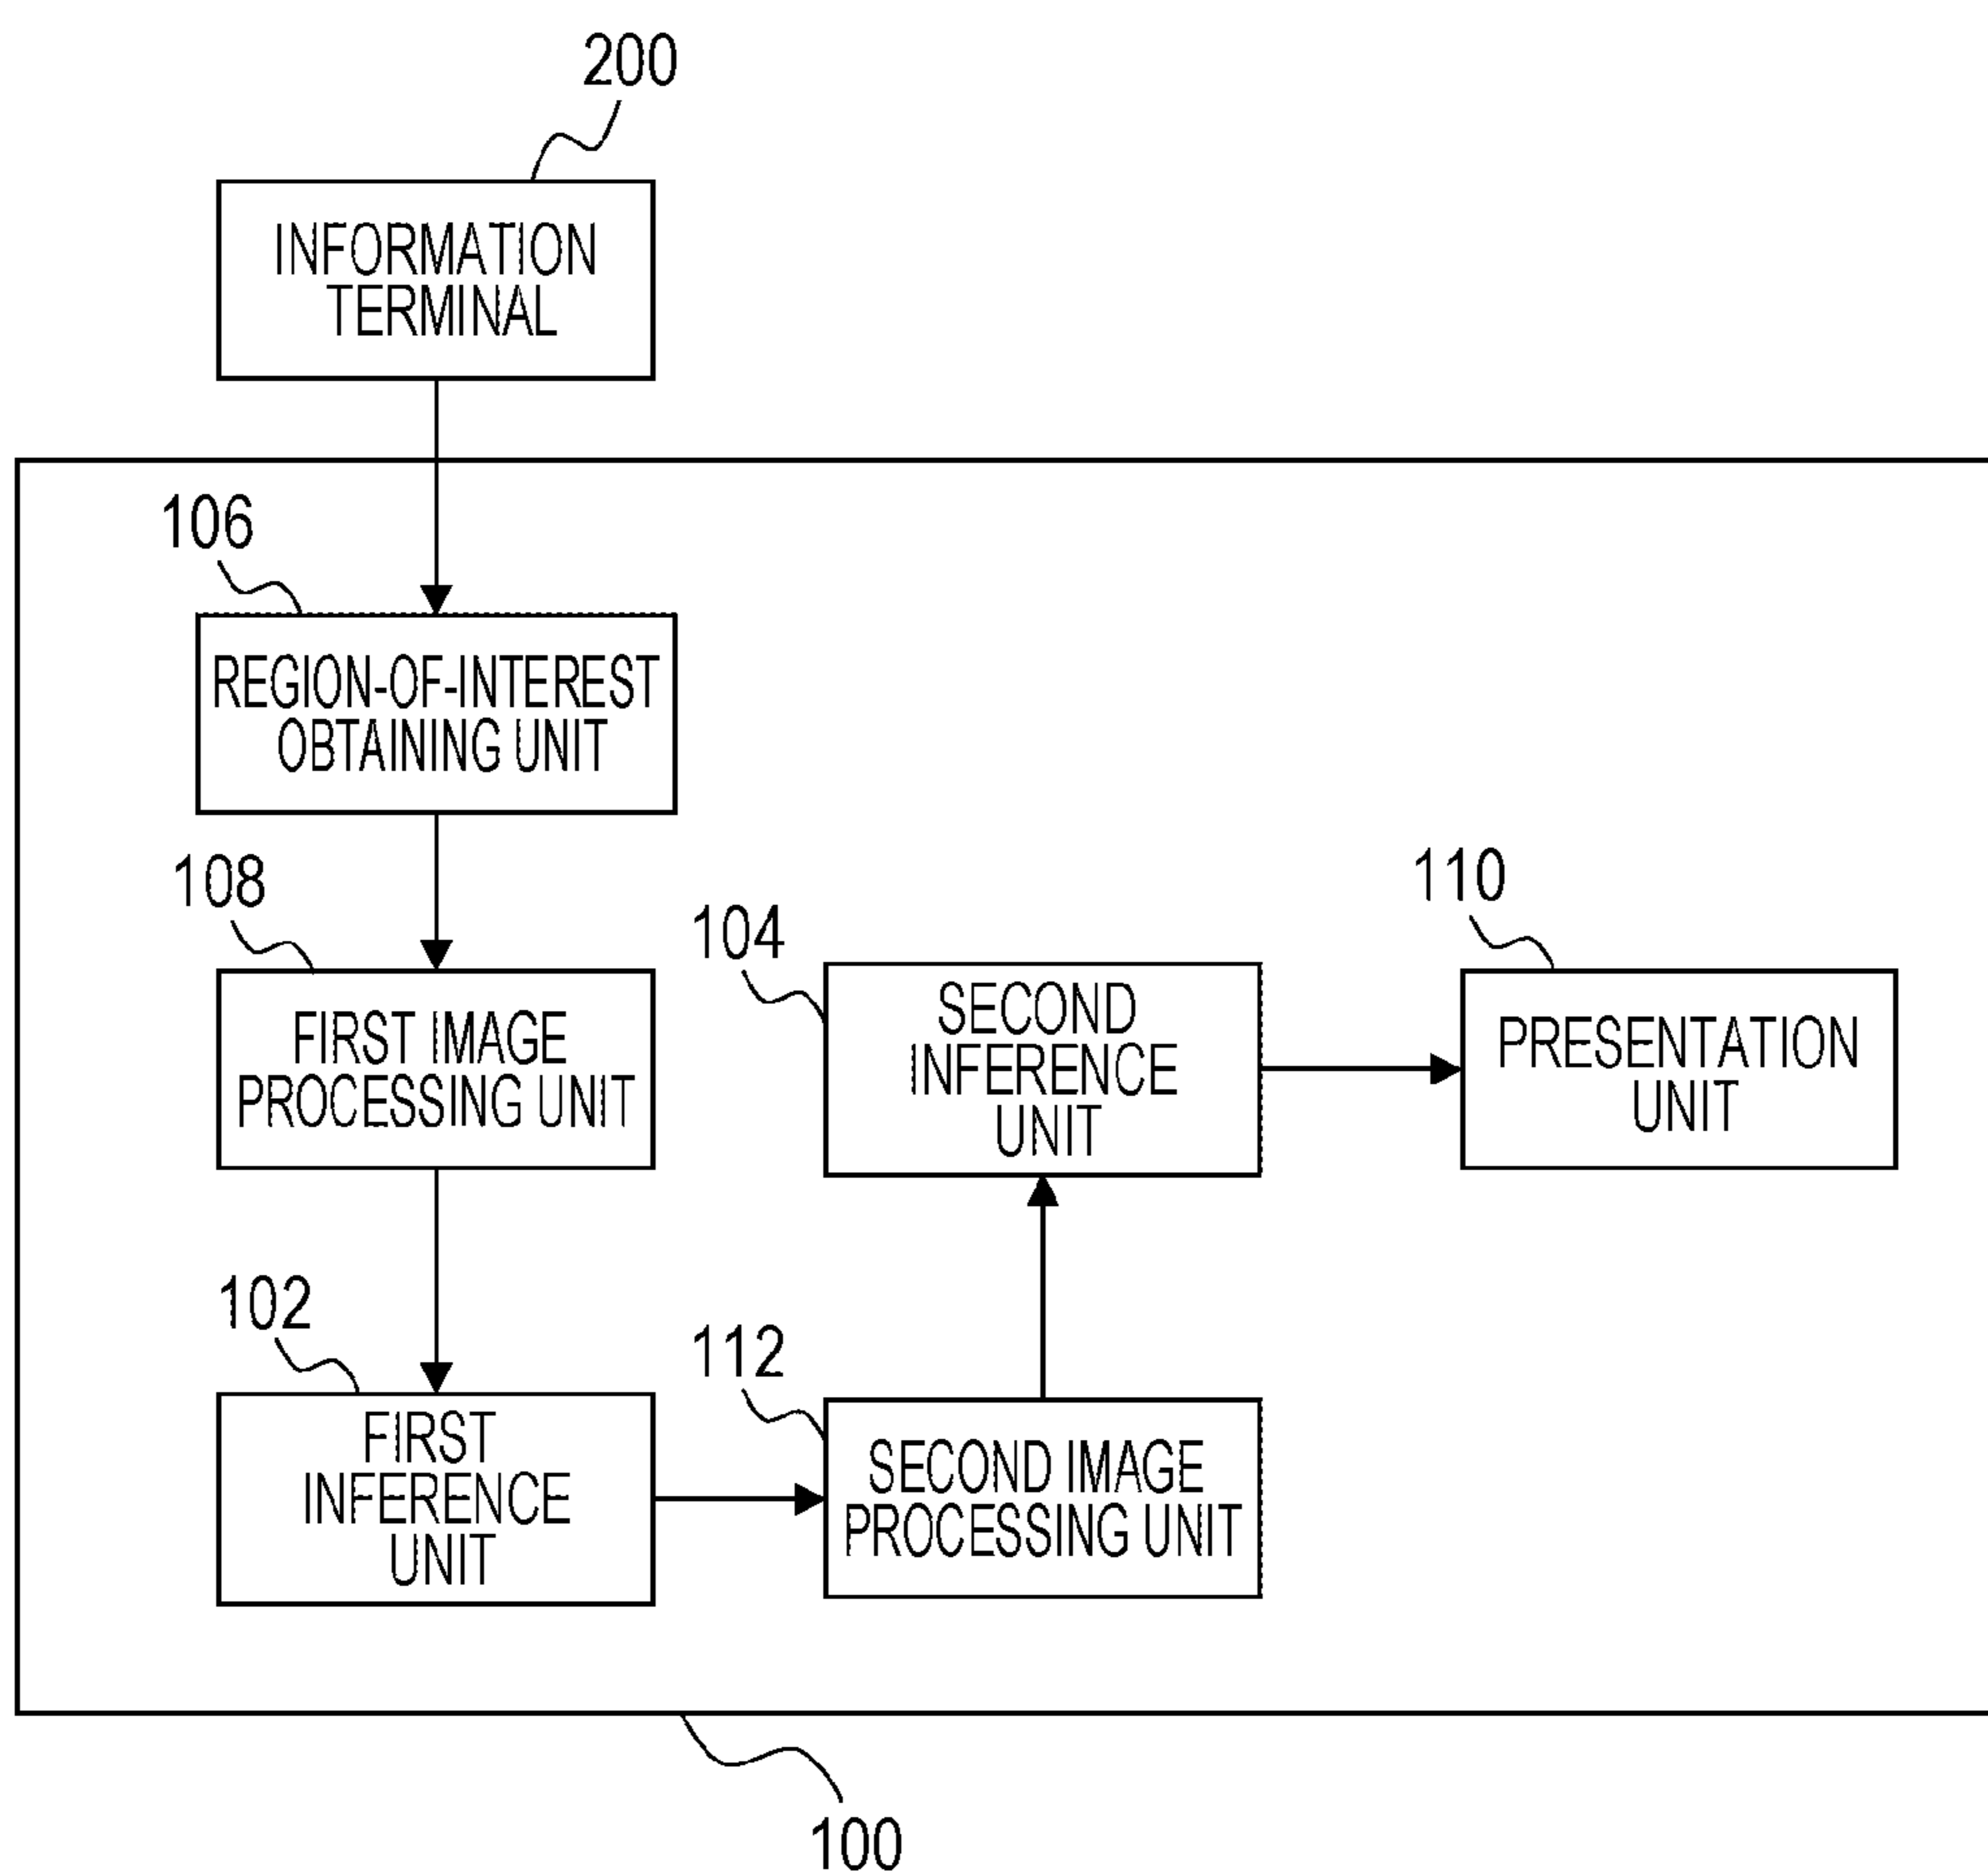 200
INFORMATION
TERMINAL
106
REGION-OF-INTEREST
OBTAINING UNIT
108
FIRST IMAGE
PROCESSING UNIT
104
SECOND
INFERENCE
UNIT
110
PRESENTATION
UNIT
102
FIRST
INFERENCE
UNIT
112
SECOND IMAGE
PROCESSING UNIT
100